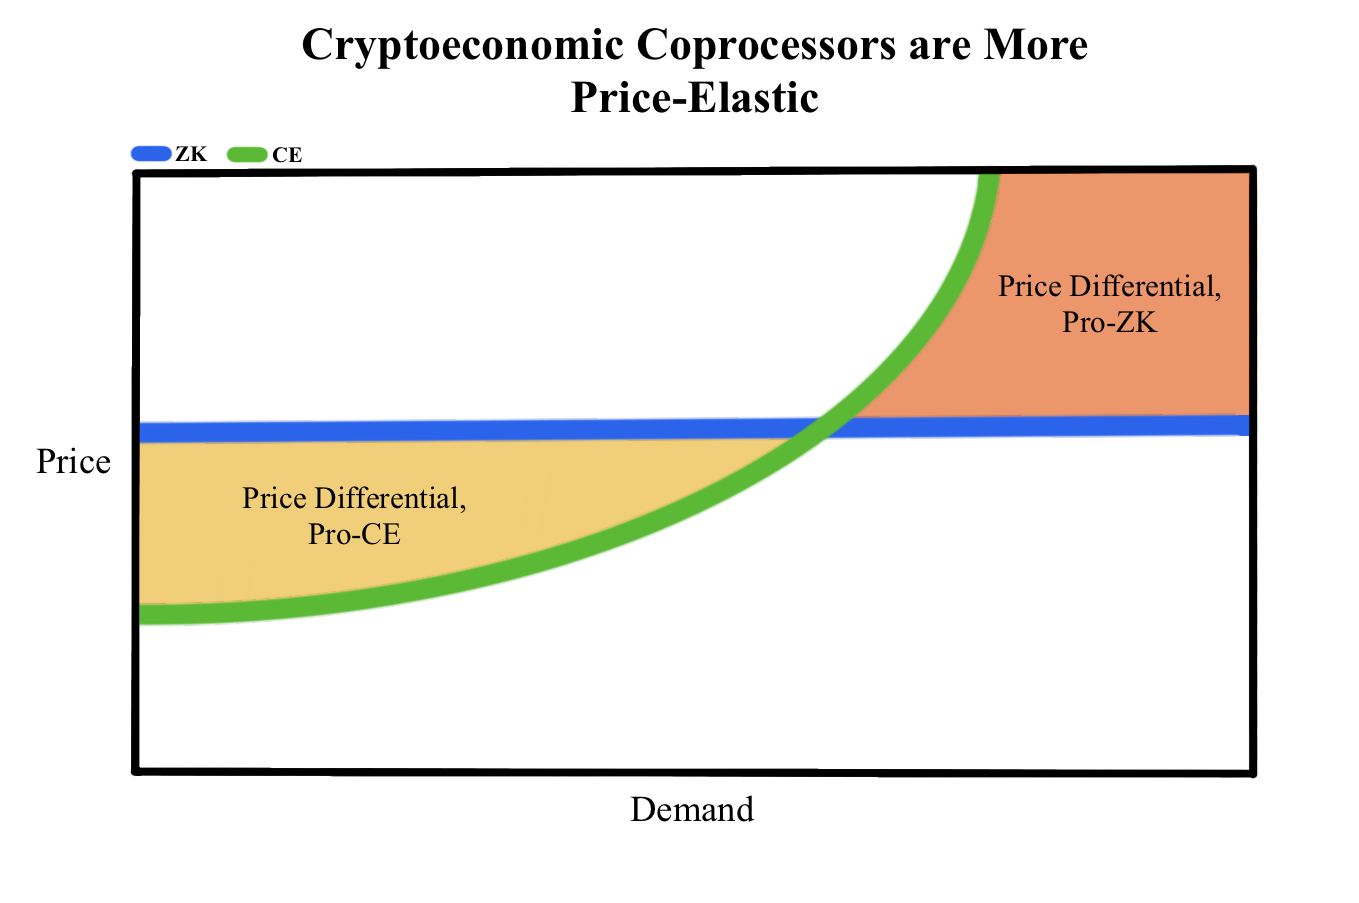 Cryptoeconomic Coprocessors are More
Price-Elastic
ZK CE
Price Differential,
Pro-ZK
Price
Price Differential,
Pro-CE
Demand